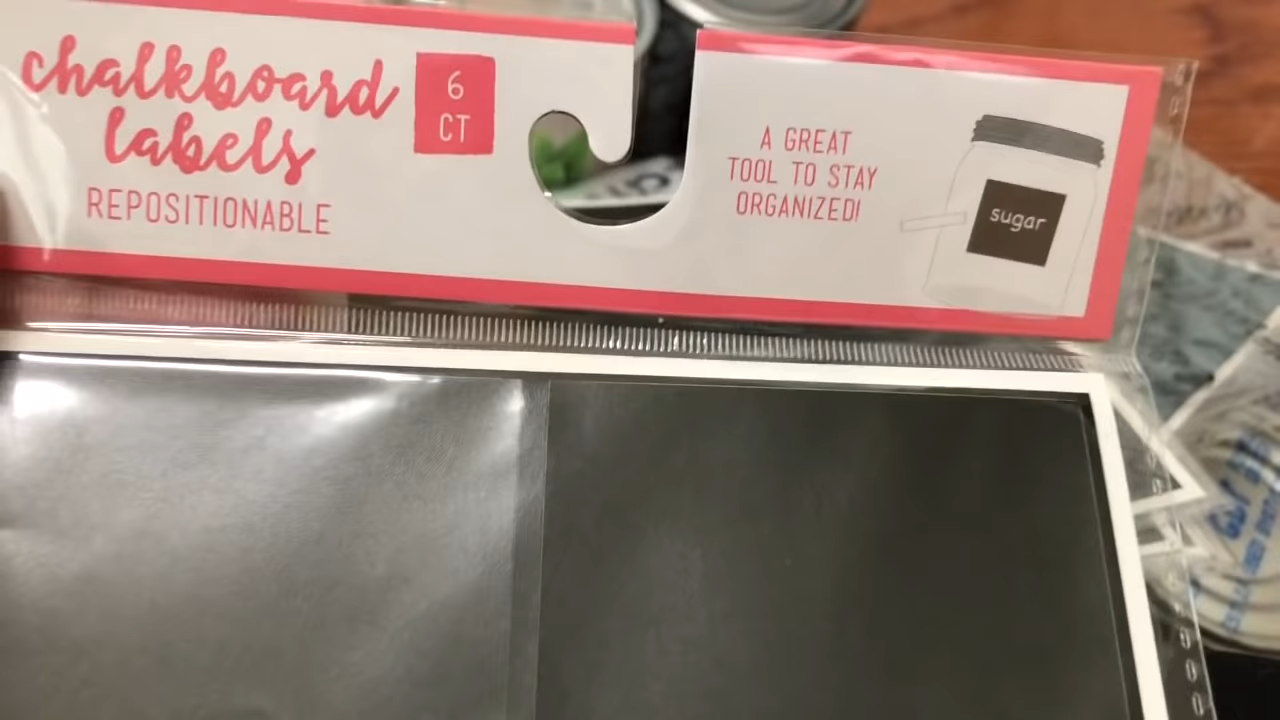 chalkboard
labels
REPOSITIONABLE
6
CT
A GREAT
TOOL TO STAY
ORGANIZED!
sugar